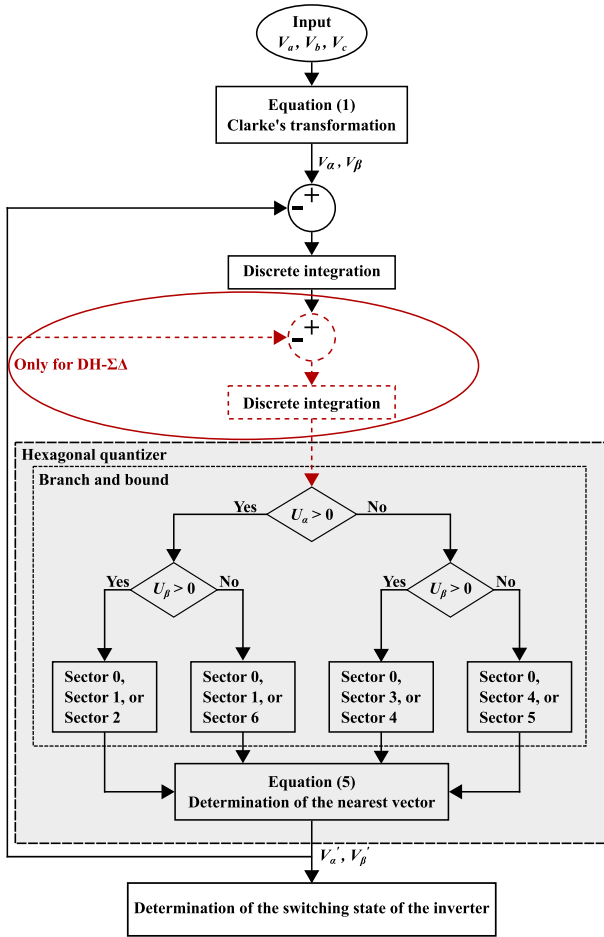 Input
Va, Vb, Vc
Equation (1)
Clarke's transformation
Vα, Vβ
+
-
Discrete integration
+
-
Only for DH-ΣΔ
Discrete integration
Hexagonal quantizer
Branch and bound
Yes
Uα > 0
No
Yes
Uβ > 0
No
Yes
Uβ > 0
No
Sector 0,
Sector 1, or
Sector 2
Sector 0,
Sector 1, or
Sector 6
Sector 0,
Sector 3, or
Sector 4
Sector 0,
Sector 4, or
Sector 5
Equation (5)
Determination of the nearest vector
Vα', Vβ'
Determination of the switching state of the inverter